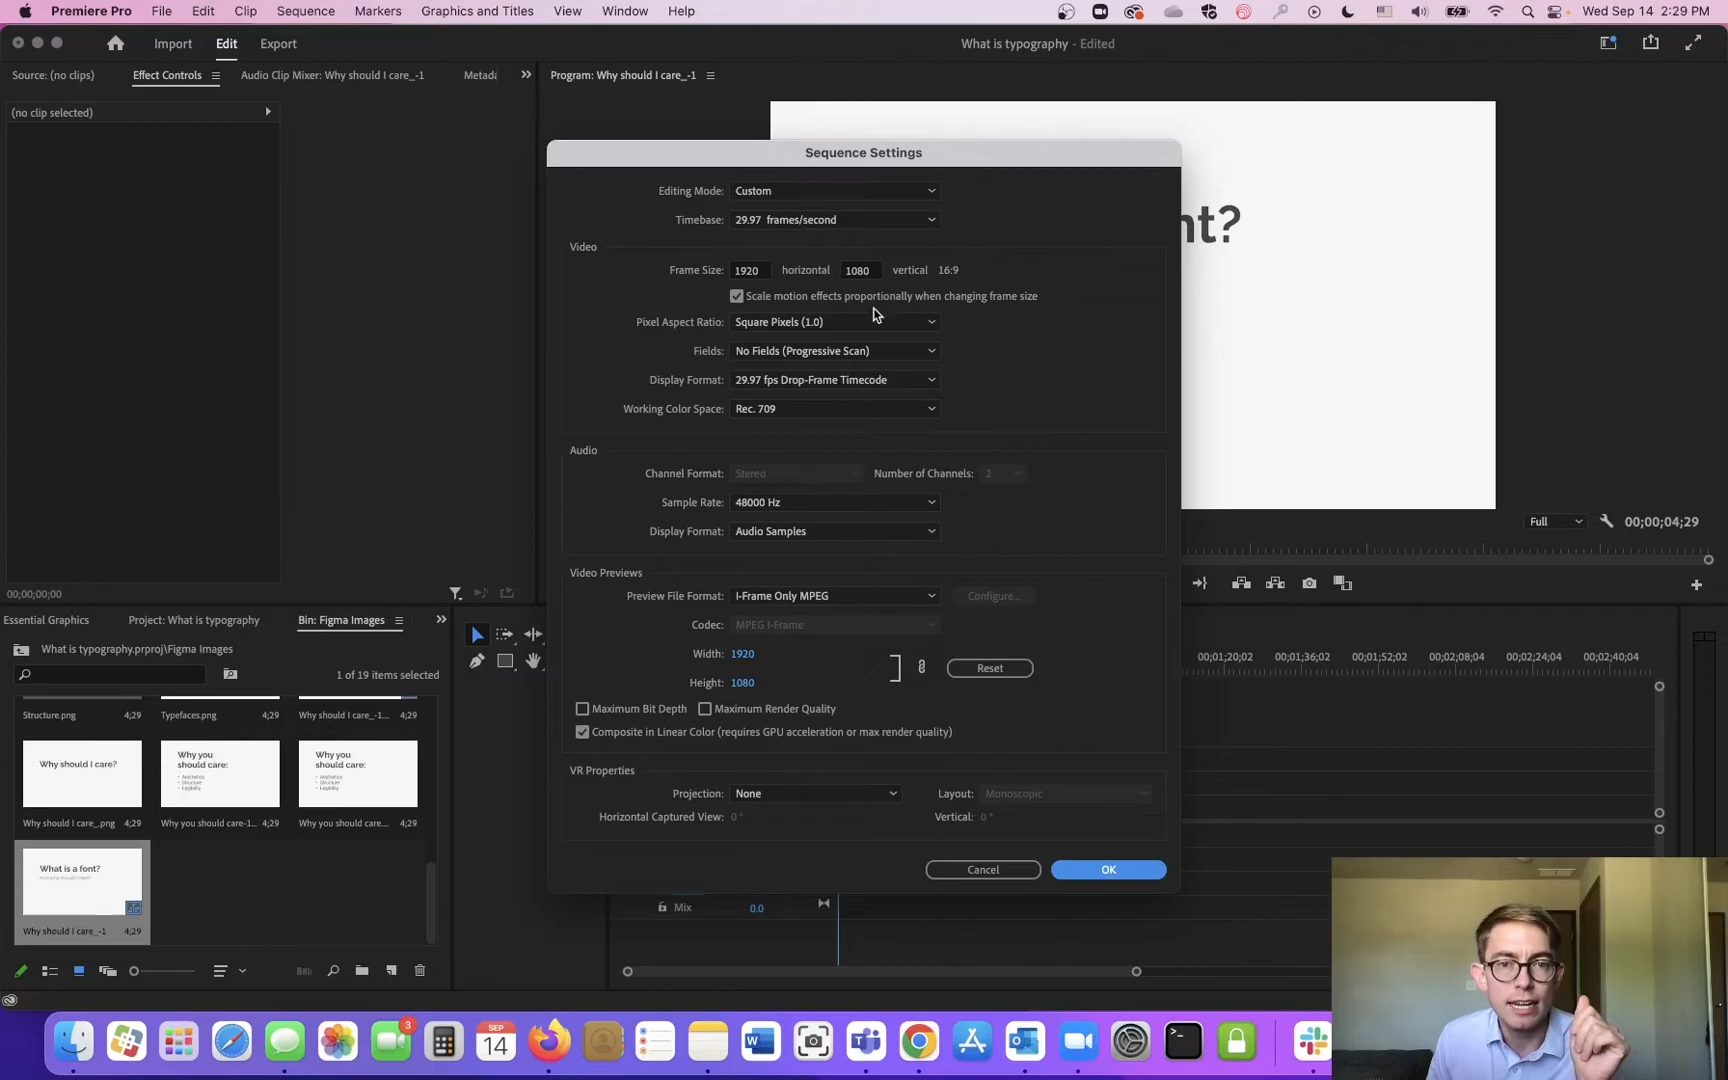 Premiere Pro File Edit Clip Sequence Markers Graphics and Titles View Window Help Wed Sep 14 2:29 PM
Import Edit Export What is typography - Edited
Source: (no clips) Effect Controls Audio Clip Mixer: Why should I care_-1 Metada Program: Why should I care_-1
(no clip selected)
Sequence Settings
Editing Mode: Custom
Timebase: 29.97 frames/second
nt?
Video
Frame Size: 1920 horizontal 1080 vertical 16:9
Scale motion effects proportionally when changing frame size
Pixel Aspect Ratio: Square Pixels (1.0)
Fields: No Fields (Progressive Scan)
Display Format: 29.97 fps Drop-Frame Timecode
Working Color Space: Rec. 709
Audio
Channel Format: Stereo Number of Channels: 2
Sample Rate: 48000 Hz
Display Format: Audio Samples
Full 00;00;04;29
Video Previews
Preview File Format: I-Frame Only MPEG Configure...
Codec: MPEG I-Frame
Width: 1920
Height: 1080
Reset
Maximum Bit Depth Maximum Render Quality
Composite in Linear Color (requires GPU acceleration or max render quality)
VR Properties
Projection: None Layout: Monoscopic
Horizontal Captured View: 0° Vertical: 0°
Cancel OK
00;00;00;00
Essential Graphics Project: What is typography Bin: Figma Images
What is typography.prproj\Figma Images
1 of 19 items selected
00;01;20;02 00;01;36;02 00;01;52;02 00;02;08;04 00;02;24;04 00;02;40;04
Structure.png 4;29 Typefaces.png 4;29 Why should I care_-1... 4;29
Why should I care?
Why you
should care:
Aesthetics
Structure
Legibility
Why you
should care:
Aesthetics
Structure
Legibility
Why should I care_.png 4;29 Why you should care-1... 4;29 Why you should care.... 4;29
What is a font?
And why should I care?
Why should I care_-1 4;29
Mix 0.0
3
SEP
14